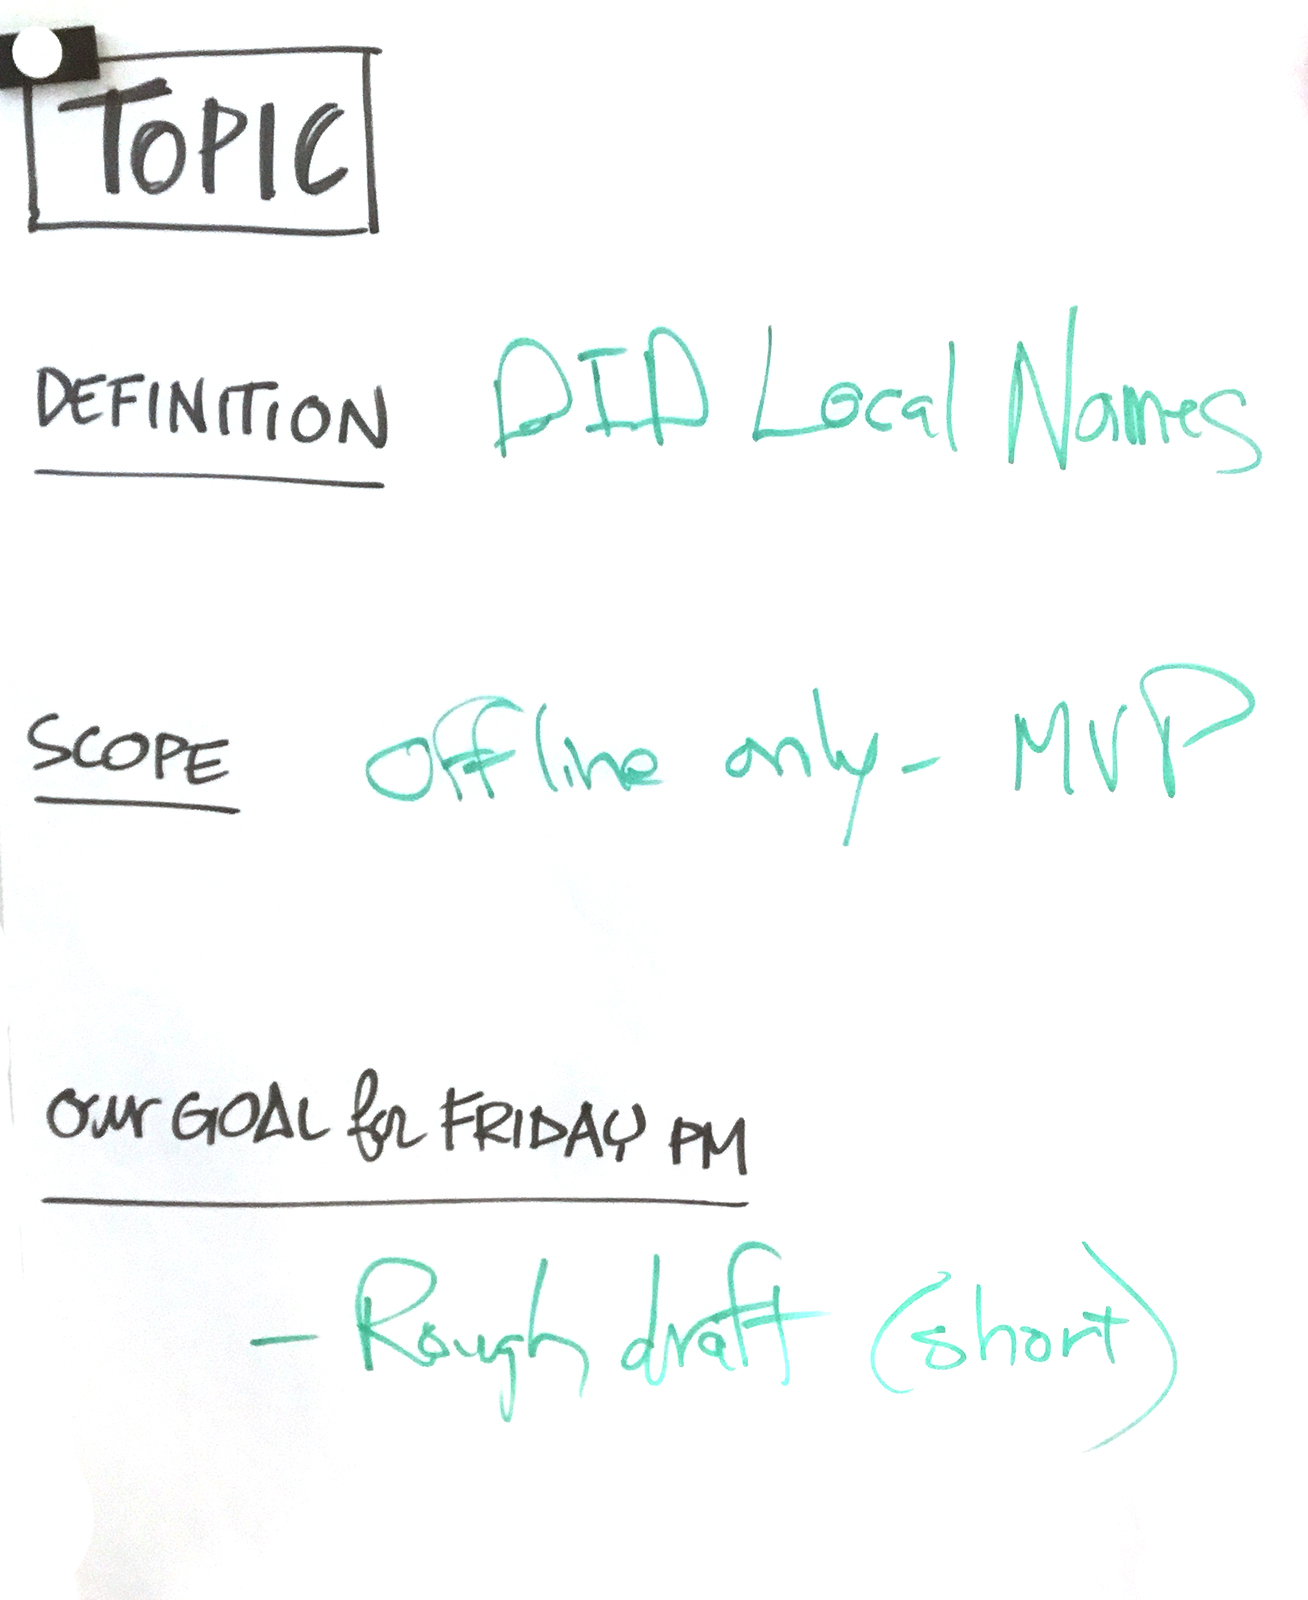 TOPIC
DEFINITION DID Local Names
SCOPE Offline only - MVP
our GOAL for FRIDAY PM
- Rough draft (short)